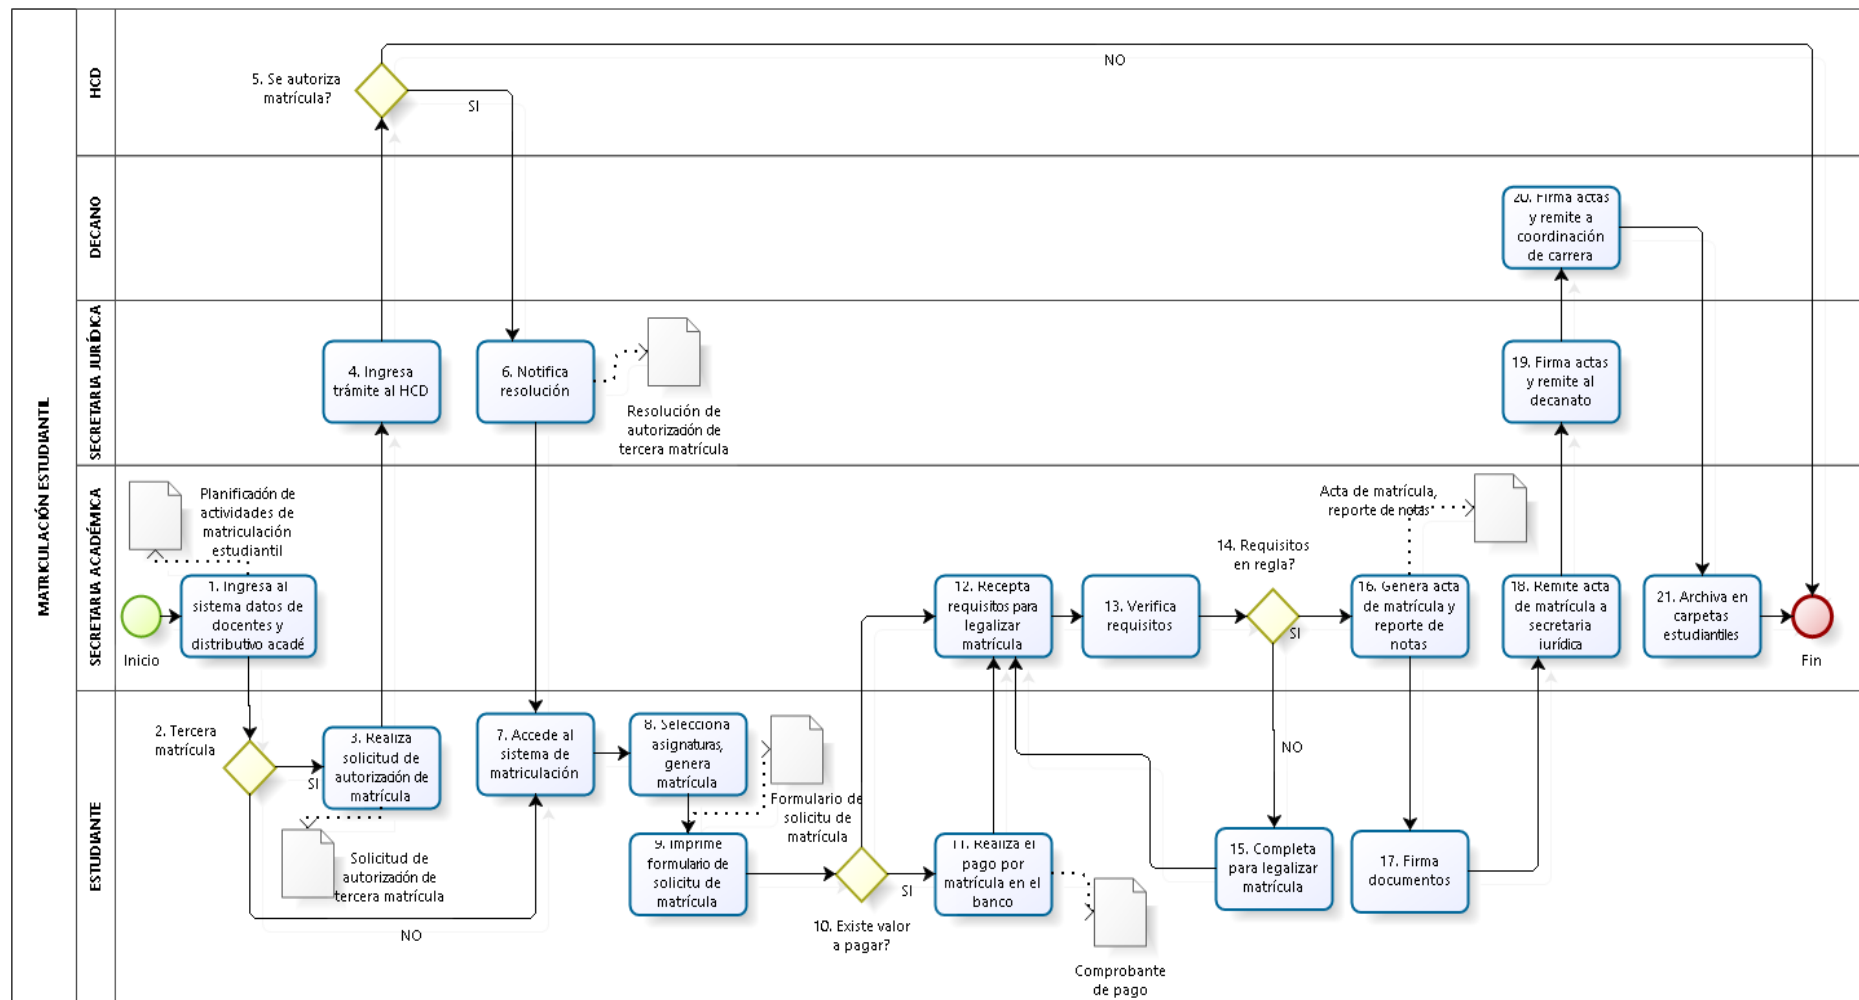 MATRICULACIÓN ESTUDIANTIL
HCD
5. Se autoriza
matrícula?
SI
NO
DECANO
20. Firma actas
y remite a
coordinación
de carrera
SECRETARIA JURÍDICA
4. Ingresa
trámite al HCD
6. Notifica
resolución
Resolución de
autorización de
tercera matrícula
19. Firma actas
y remite al
decanato
SECRETARIA ACADÉMICA
Inicio
Planificación de
actividades de
matriculación
estudiantil
1. Ingresa al
sistema datos de
docentes y
distributivo acadé
12. Recepta
requisitos para
legalizar
matrícula
13. Verifica
requisitos
14. Requisitos
en regla?
SI
NO
Acta de matrícula,
reporte de notas
16. Genera acta
de matrícula y
reporte de
notas
18. Remite acta
de matrícula a
secretaria
jurídica
21. Archiva en
carpetas
estudiantiles
Fin
ESTUDIANTE
2. Tercera
matrícula
SI
NO
3. Realiza
solicitud de
autorización de
matrícula
Solicitud de
autorización de
tercera matrícula
7. Accede al
sistema de
matriculación
8. Selecciona
asignaturas,
genera
matrícula
Formulario de
solicitu de
matrícula
9. Imprime
formulario de
solicitu de
matrícula
10. Existe valor
a pagar?
SI
11. Realiza el
pago por
matrícula en el
banco
Comprobante
de pago
15. Completa
para legalizar
matrícula
17. Firma
documentos